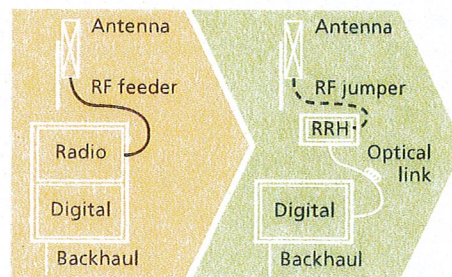 Antenna
RF feeder
Radio
Digital
Backhaul
Antenna
RF jumper
RRH
Optical
link
Digital
Backhaul